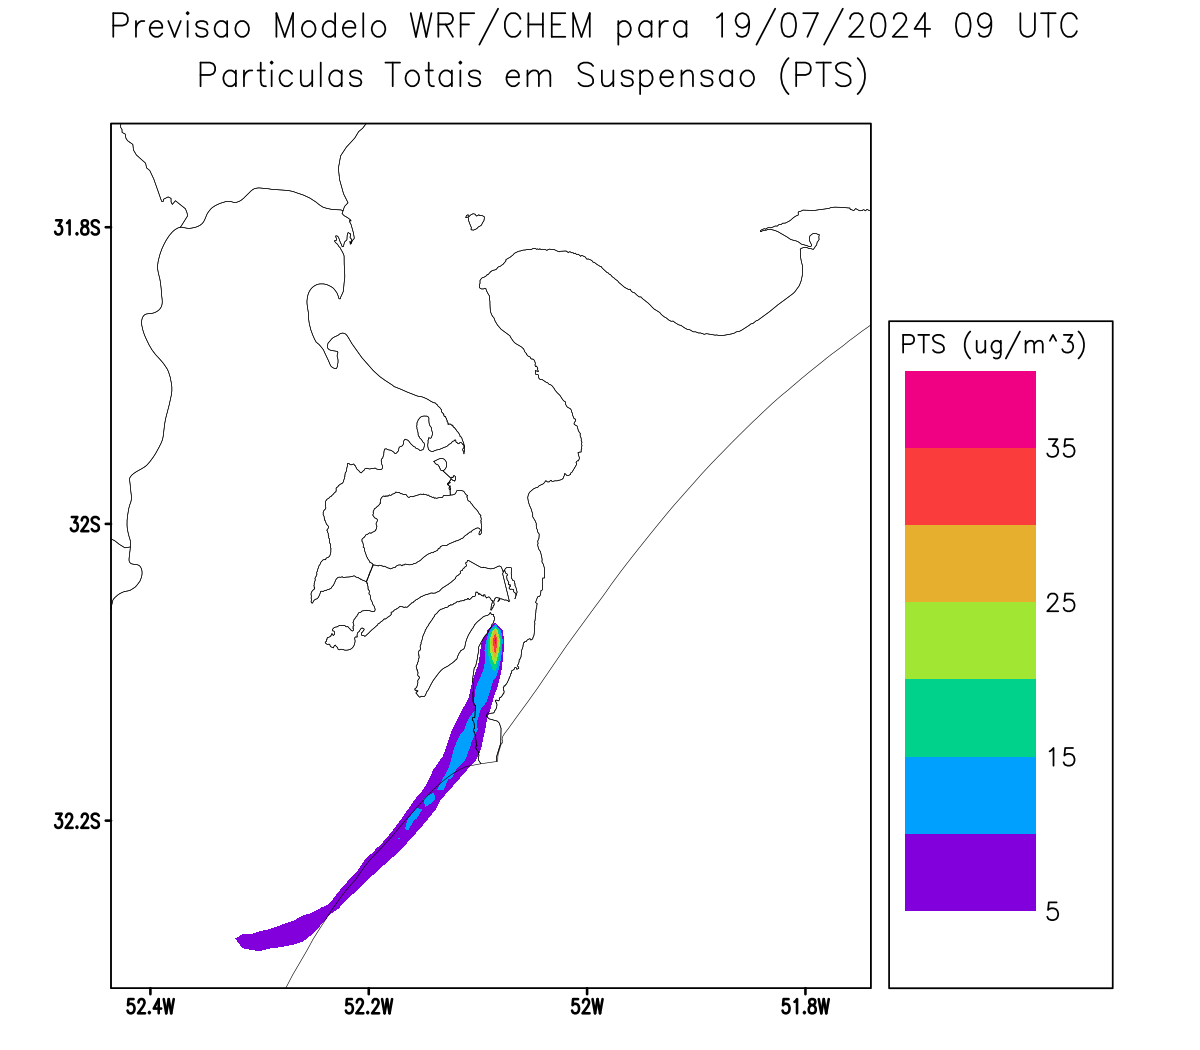 Previsao Modelo WRF/CHEM para 19/07/2024 09 UTC
Particulas Totais em Suspensao (PTS)
31.8S
32S
32.2S
52.4W
52.2W
52W
51.8W
PTS (ug/m^3)
35
25
15
5